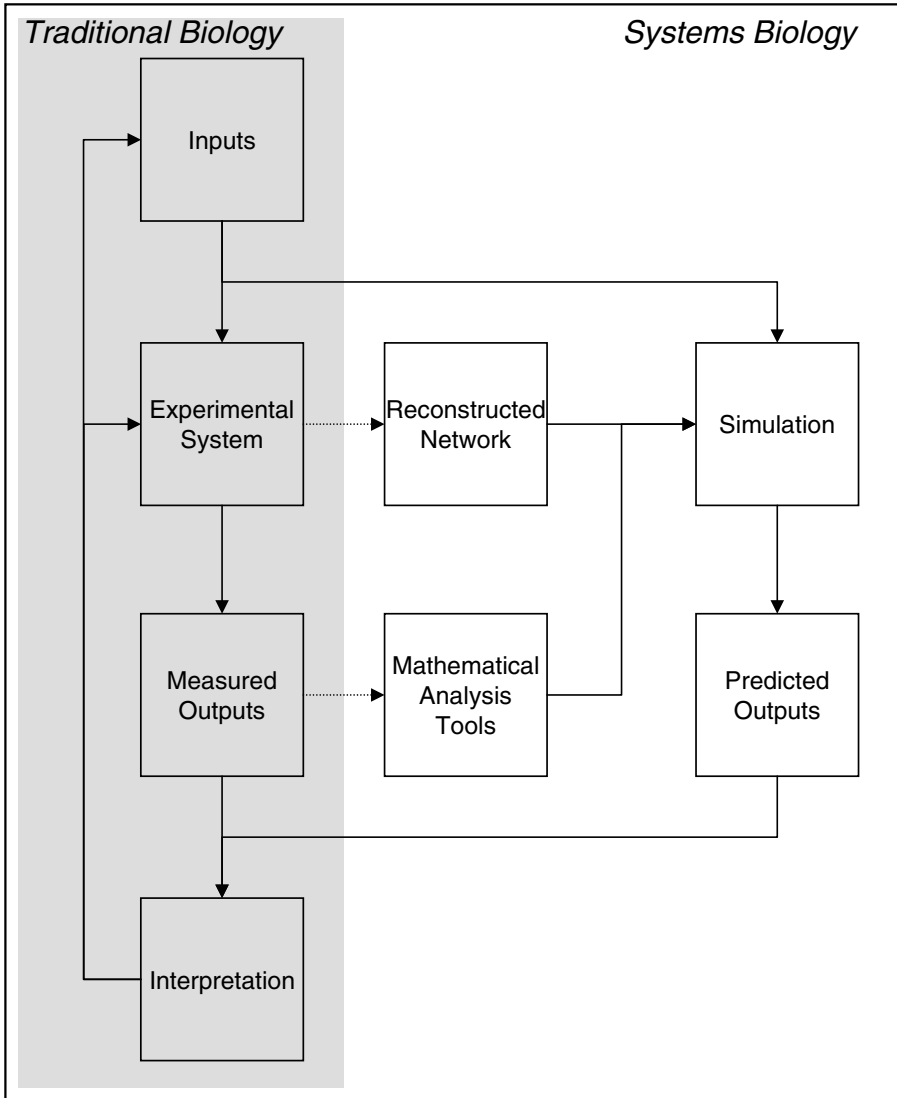 Traditional Biology
Systems Biology
Inputs
Experimental
System
Reconstructed
Network
Simulation
Measured
Outputs
Mathematical
Analysis
Tools
Predicted
Outputs
Interpretation